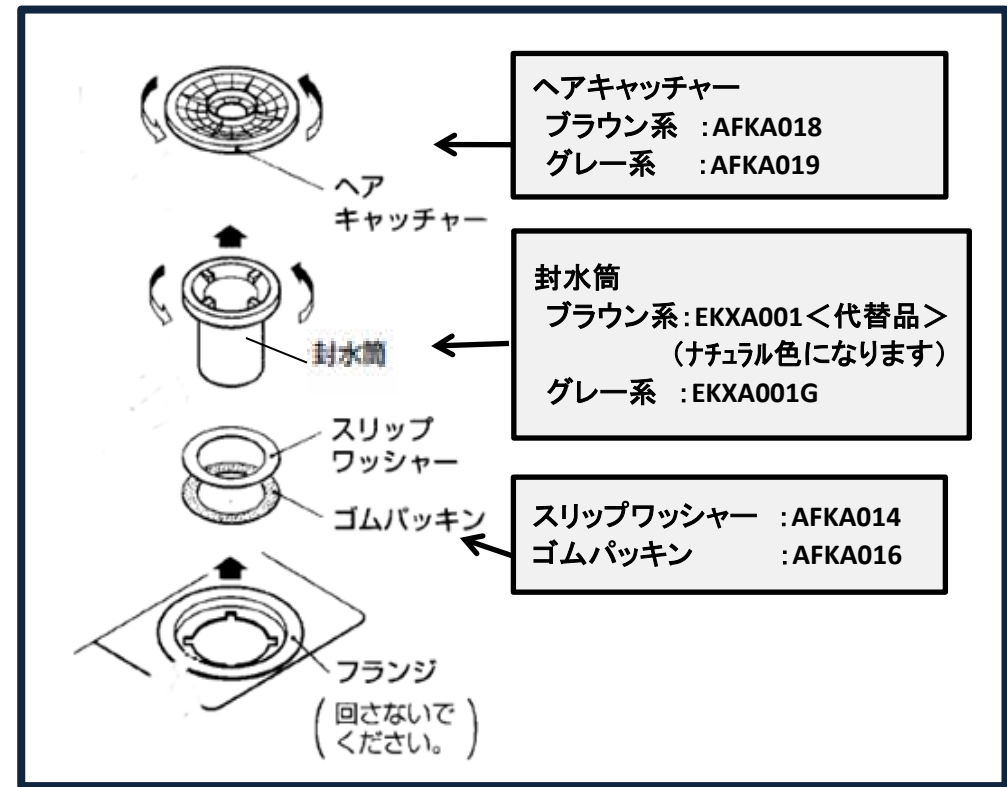 ヘア
キャッチャー
封水筒
スリップ
ワッシャー
ゴムパッキン
フランジ
(回さないで
ください。)
ヘアキャッチャー
ブラウン系 :AFKA018
グレー系 :AFKA019
封水筒
ブラウン系:EKXA001<代替品>
(ナチュラル色になります)
グレー系 :EKXA001G
スリップワッシャー :AFKA014
ゴムパッキン :AFKA016